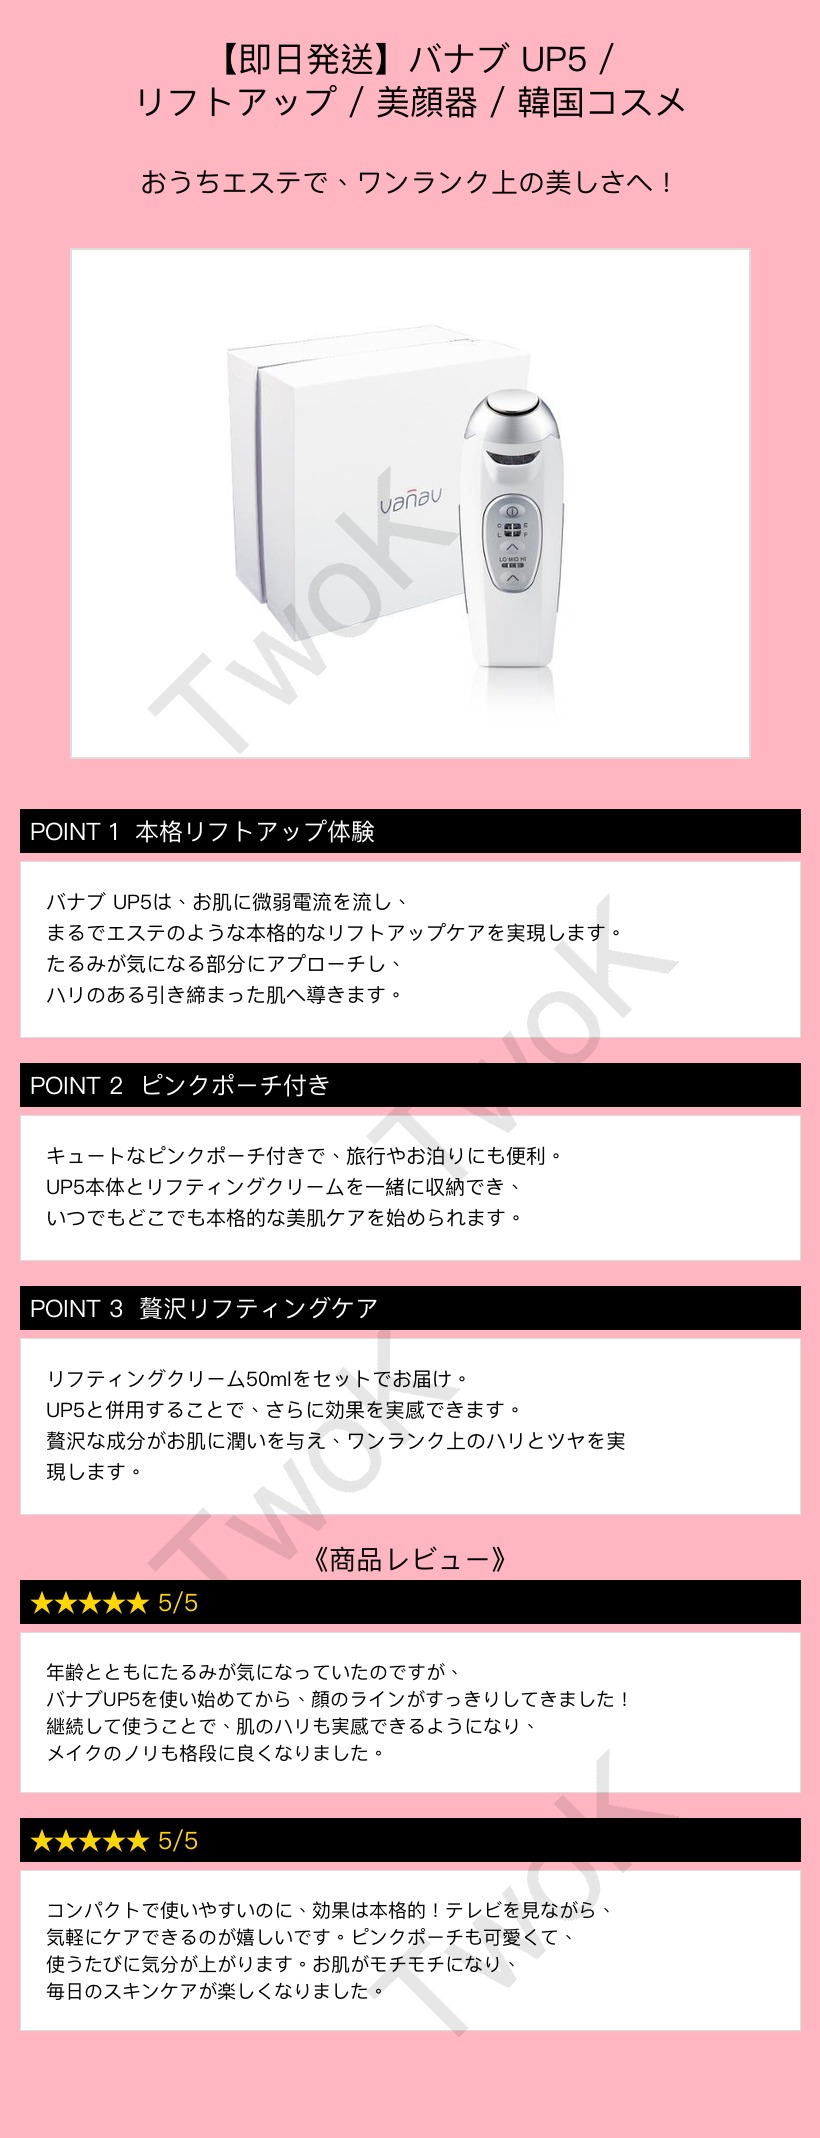 【即日発送】バナブ UP5 /
リフトアップ / 美顔器 / 韓国コスメ
おうちエステで、ワンランク上の美しさへ！
vanav
C E
L P
LO MID HI
TwoK
POINT 1 本格リフトアップ体験
バナブ UP5は、お肌に微弱電流を流し、
まるでエステのような本格的なリフトアップケアを実現します。
たるみが気になる部分にアプローチし、
ハリのある引き締まった肌へ導きます。
TwoK
POINT 2 ピンクポーチ付き
キュートなピンクポーチ付きで、旅行やお泊りにも便利。
UP5本体とリフティングクリームを一緒に収納でき、
いつでもどこでも本格的な美肌ケアを始められます。
POINT 3 贅沢リフティングケア
リフティングクリーム50mlをセットでお届け。
UP5と併用することで、さらに効果を実感できます。
贅沢な成分がお肌に潤いを与え、ワンランク上のハリとツヤを実
現します。
TwoK
《商品レビュー》
★★★★★ 5/5
年齢とともにたるみが気になっていたのですが、
バナブUP5を使い始めてから、顔のラインがすっきりしてきました！
継続して使うことで、肌のハリも実感できるようになり、
メイクのノリも格段に良くなりました。
★★★★★ 5/5
コンパクトで使いやすいのに、効果は本格的！テレビを見ながら、
気軽にケアできるのが嬉しいです。ピンクポーチも可愛くて、
使うたびに気分が上がります。お肌がモチモチになり、
毎日のスキンケアが楽しくなりました。
TwoK